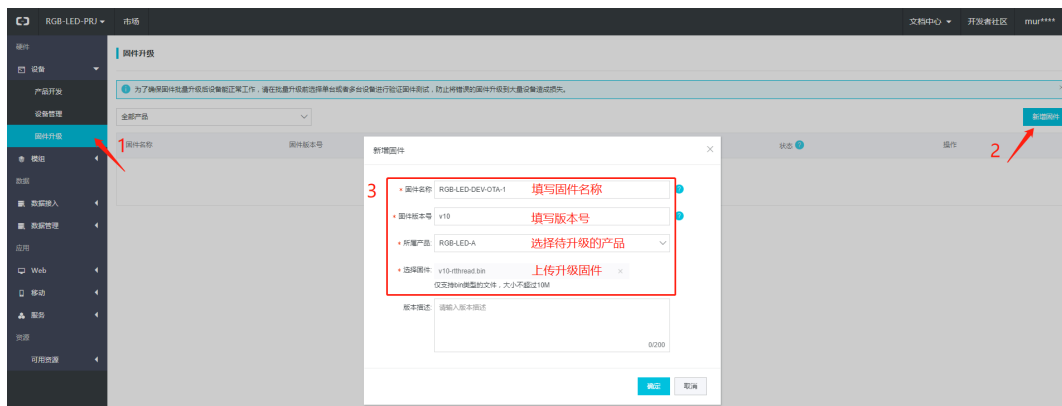 RGB-LED-PRJ
市场
文档中心
开发者社区
mur****
硬件
设备
产品开发
设备管理
固件升级
模组
数据
数据接入
数据管理
应用
Web
移动
服务
资源
可用资源
固件升级
为了确保固件批量升级后设备能正常工作，请在批量升级前选择单台或者多台设备进行验证固件测试，防止将错误的固件升级到大量设备造成损失。
全部产品
新增固件
固件名称
固件版本号
状态
操作
1
2
3
新增固件
* 固件名称 RGB-LED-DEV-OTA-1 填写固件名称
* 固件版本号 v10 填写版本号
* 所属产品 RGB-LED-A 选择待升级的产品
* 选择固件 v10-rtthread.bin 上传升级固件
仅支持bin类型的文件，大小不超过10M
版本描述 请输入版本描述
0/200
确定
取消